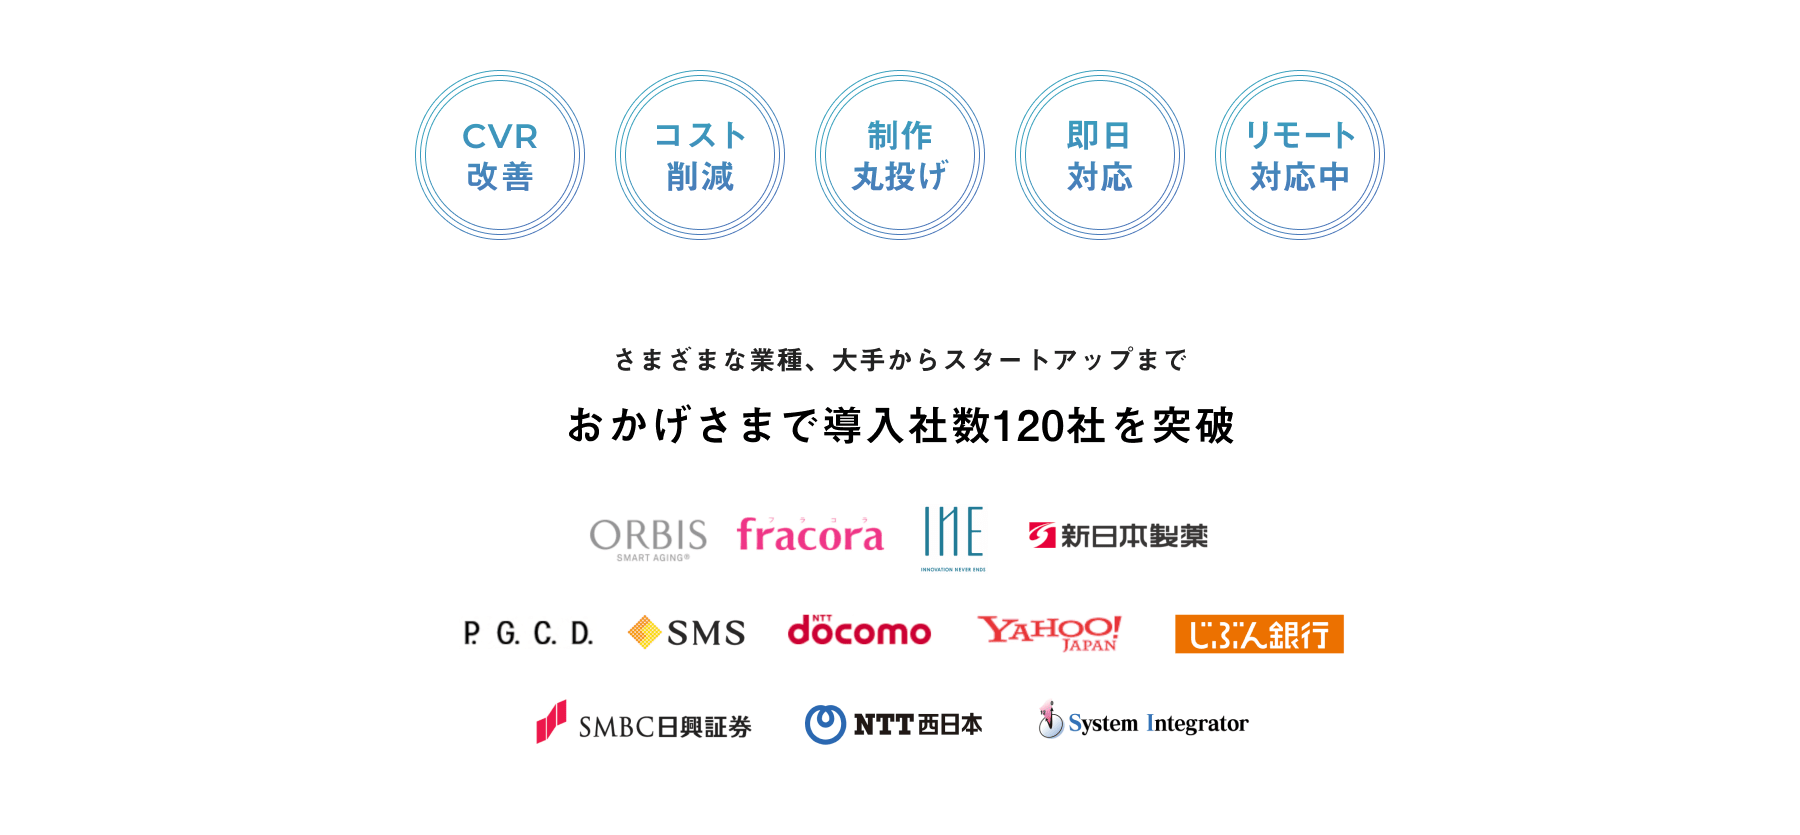 CVR
改善
コスト
削減
制作
丸投げ
即日
対応
リモート
対応中
さまざまな業種、大手からスタートアップまで
おかげさまで導入社数120社を突破
ORBIS
SMART AGING®
フラコラ
fracora
INE
INNOVATION NEVER ENDS
新日本製薬
P. G. C. D.
SMS
NTT
docomo
YAHOO!
JAPAN
じぶん銀行
SMBC日興証券
NTT西日本
System Integrator